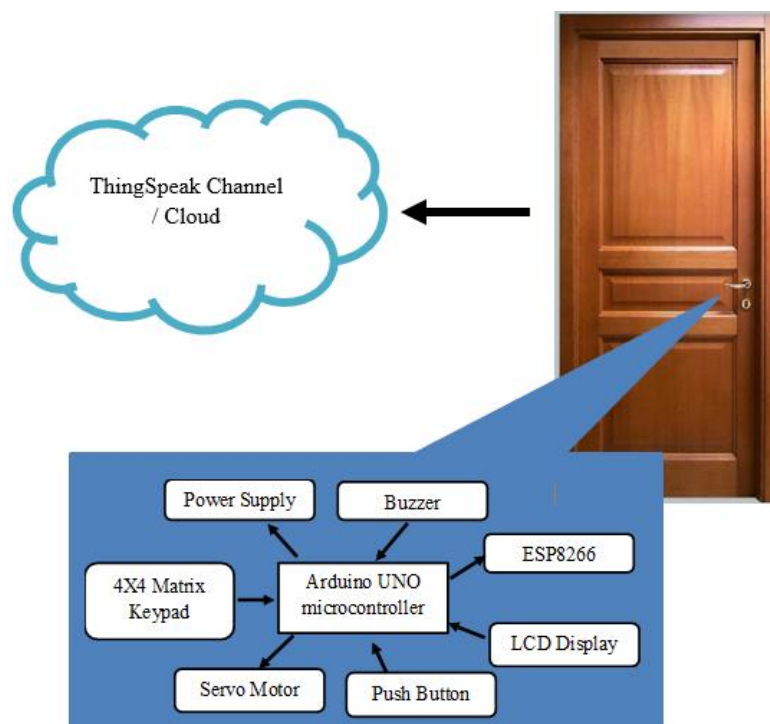 ThingSpeak Channel
/ Cloud
Power Supply
Buzzer
ESP8266
4X4 Matrix
Keypad
Arduino UNO
microcontroller
LCD Display
Servo Motor
Push Button